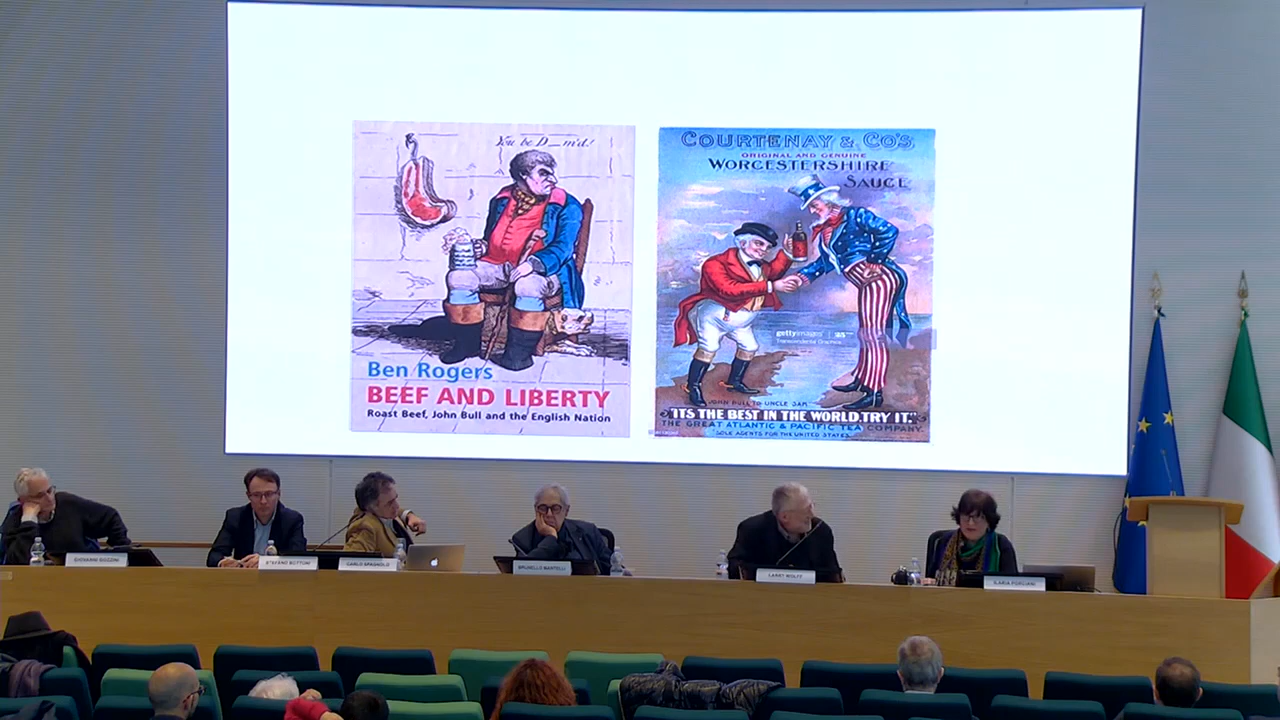 You be D__m'd!
Ben Rogers
BEEF AND LIBERTY
Roast Beef, John Bull and the English Nation
COURTENAY & CO'S
ORIGINAL AND GENUINE
WORCESTERSHIRE
SAUCE
gettyimages
JOHN BULL TO UNCLE SAM
"ITS THE BEST IN THE WORLD, TRY IT."
THE GREAT ATLANTIC & PACIFIC TEA COMPANY.
SOLE AGENTS FOR THE UNITED STATES
GIOVANNI GOZZINI
STEFANO BOTTONI
CARLO SPAGNOLO
BRUNELLO MANTELLI
LARRY WOLFF
ILARIA PORCIANI